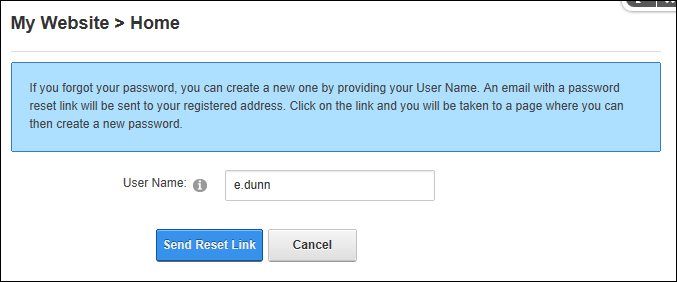 My Website > Home
If you forgot your password, you can create a new one by providing your User Name. An email with a password
reset link will be sent to your registered address. Click on the link and you will be taken to a page where you can
then create a new password.
User Name:
e.dunn
Send Reset Link
Cancel